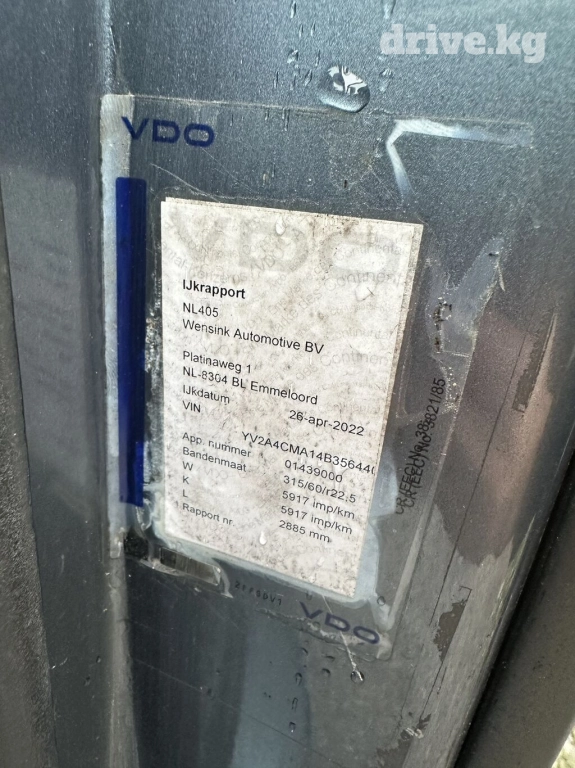 drive.kg
VDO
IJkrapport
NL405
Wensink Automotive BV
Platinaweg 1
NL-8304 BL Emmeloord
IJkdatum 26-apr-2022
VIN YV2A4CMA14B35644
App. nummer 01439000
Bandenmaat 315/60/r22,5
W 5917 imp/km
K 5917 imp/km
L 2885 mm
Rapport nr.
VDO